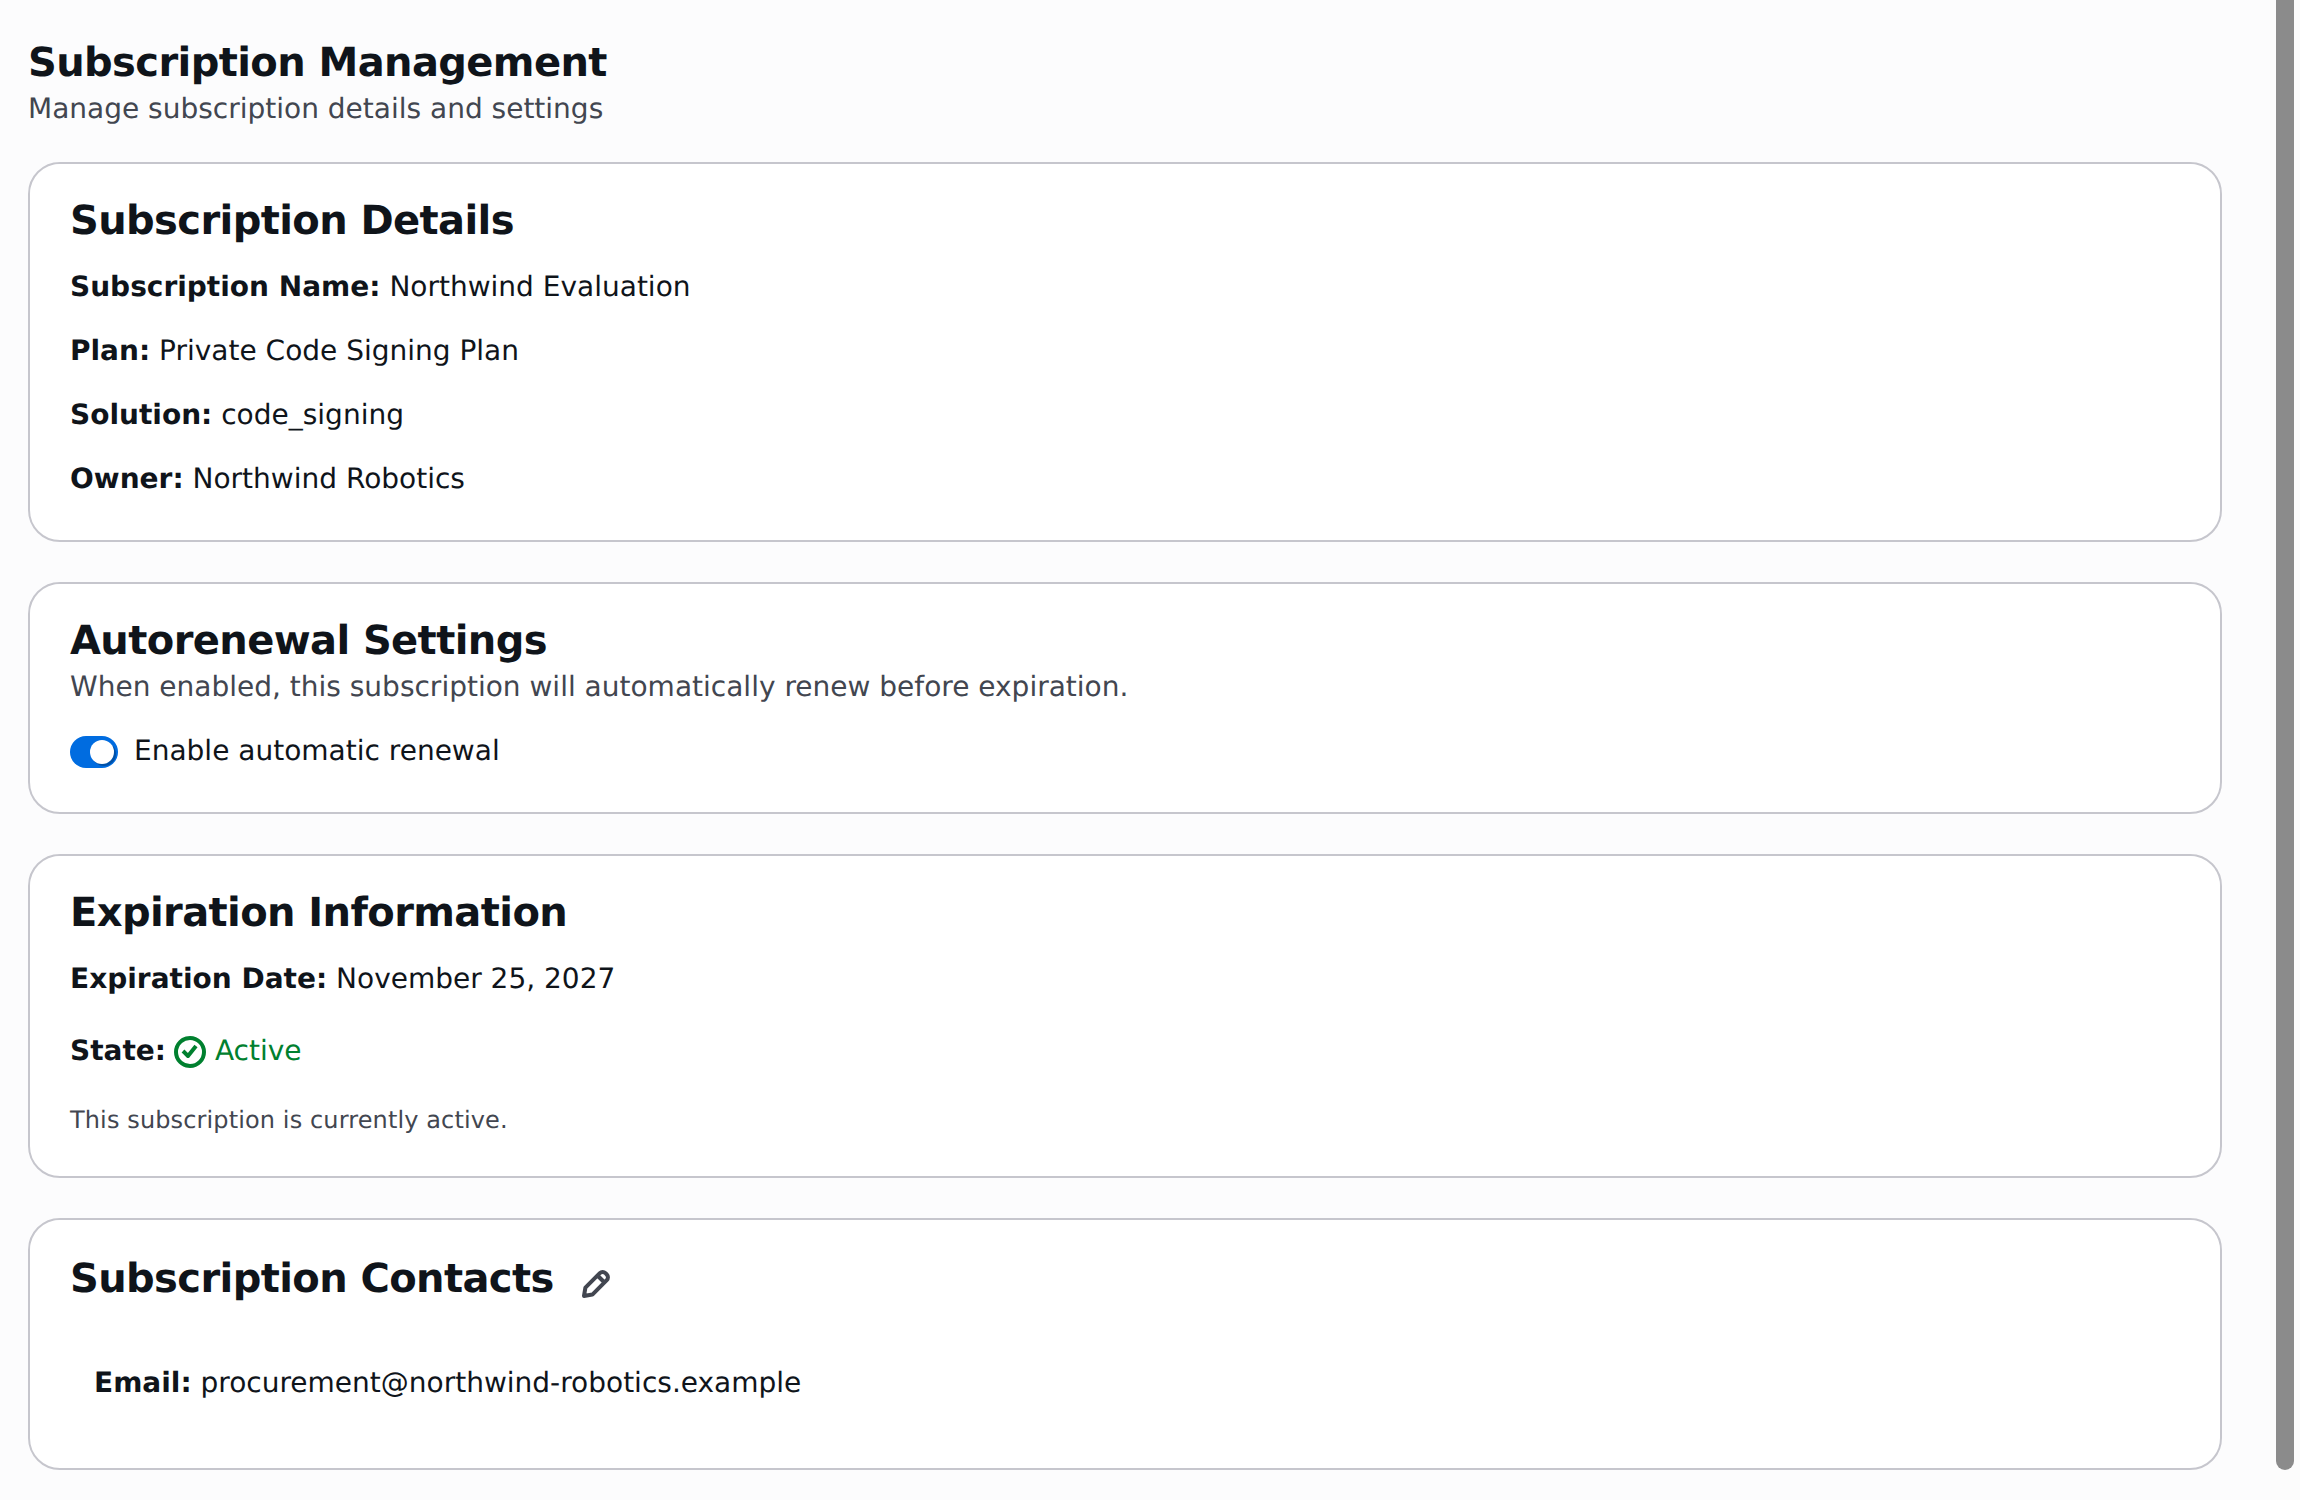 Subscription Management
Manage subscription details and settings
Subscription Details
Subscription Name: Northwind Evaluation
Plan: Private Code Signing Plan
Solution: code_signing
Owner: Northwind Robotics
Autorenewal Settings
When enabled, this subscription will automatically renew before expiration.
Enable automatic renewal
Expiration Information
Expiration Date: November 25, 2027
State: Active
This subscription is currently active.
Subscription Contacts
Email: procurement@northwind-robotics.example